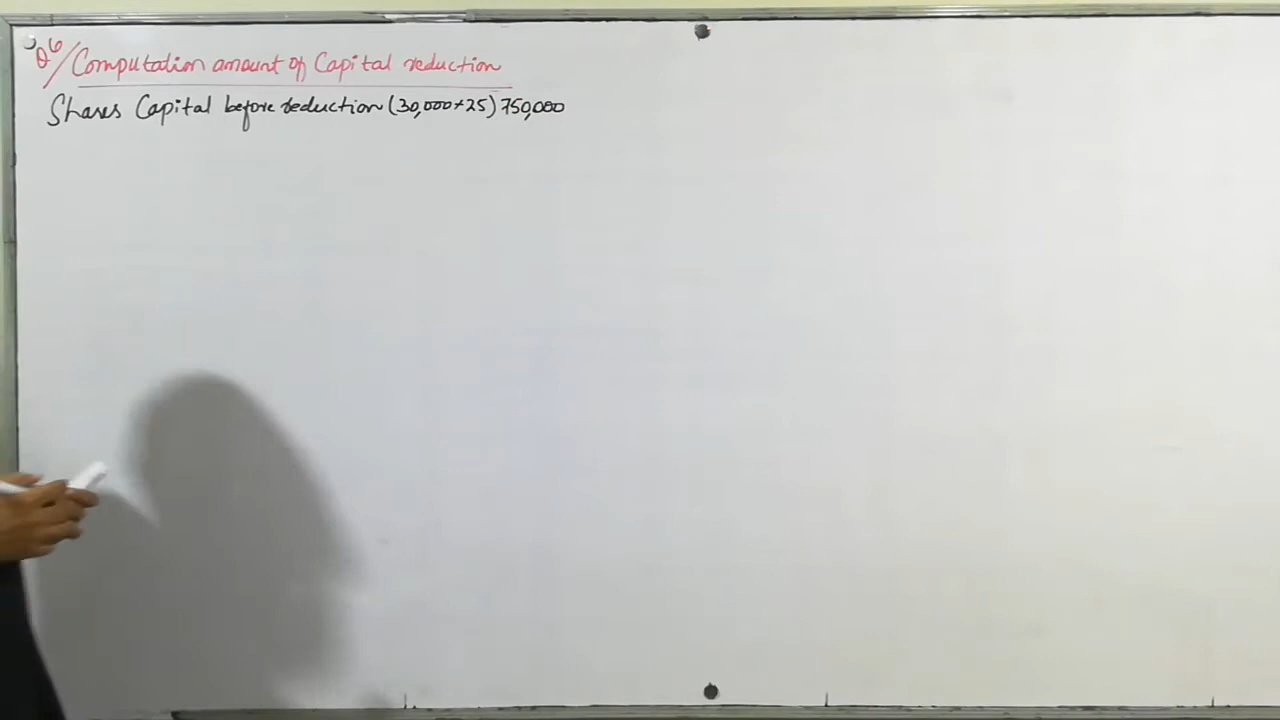 Q6/ Computation amount of Capital reduction
Shares Capital before reduction (30,000×25) 750,000